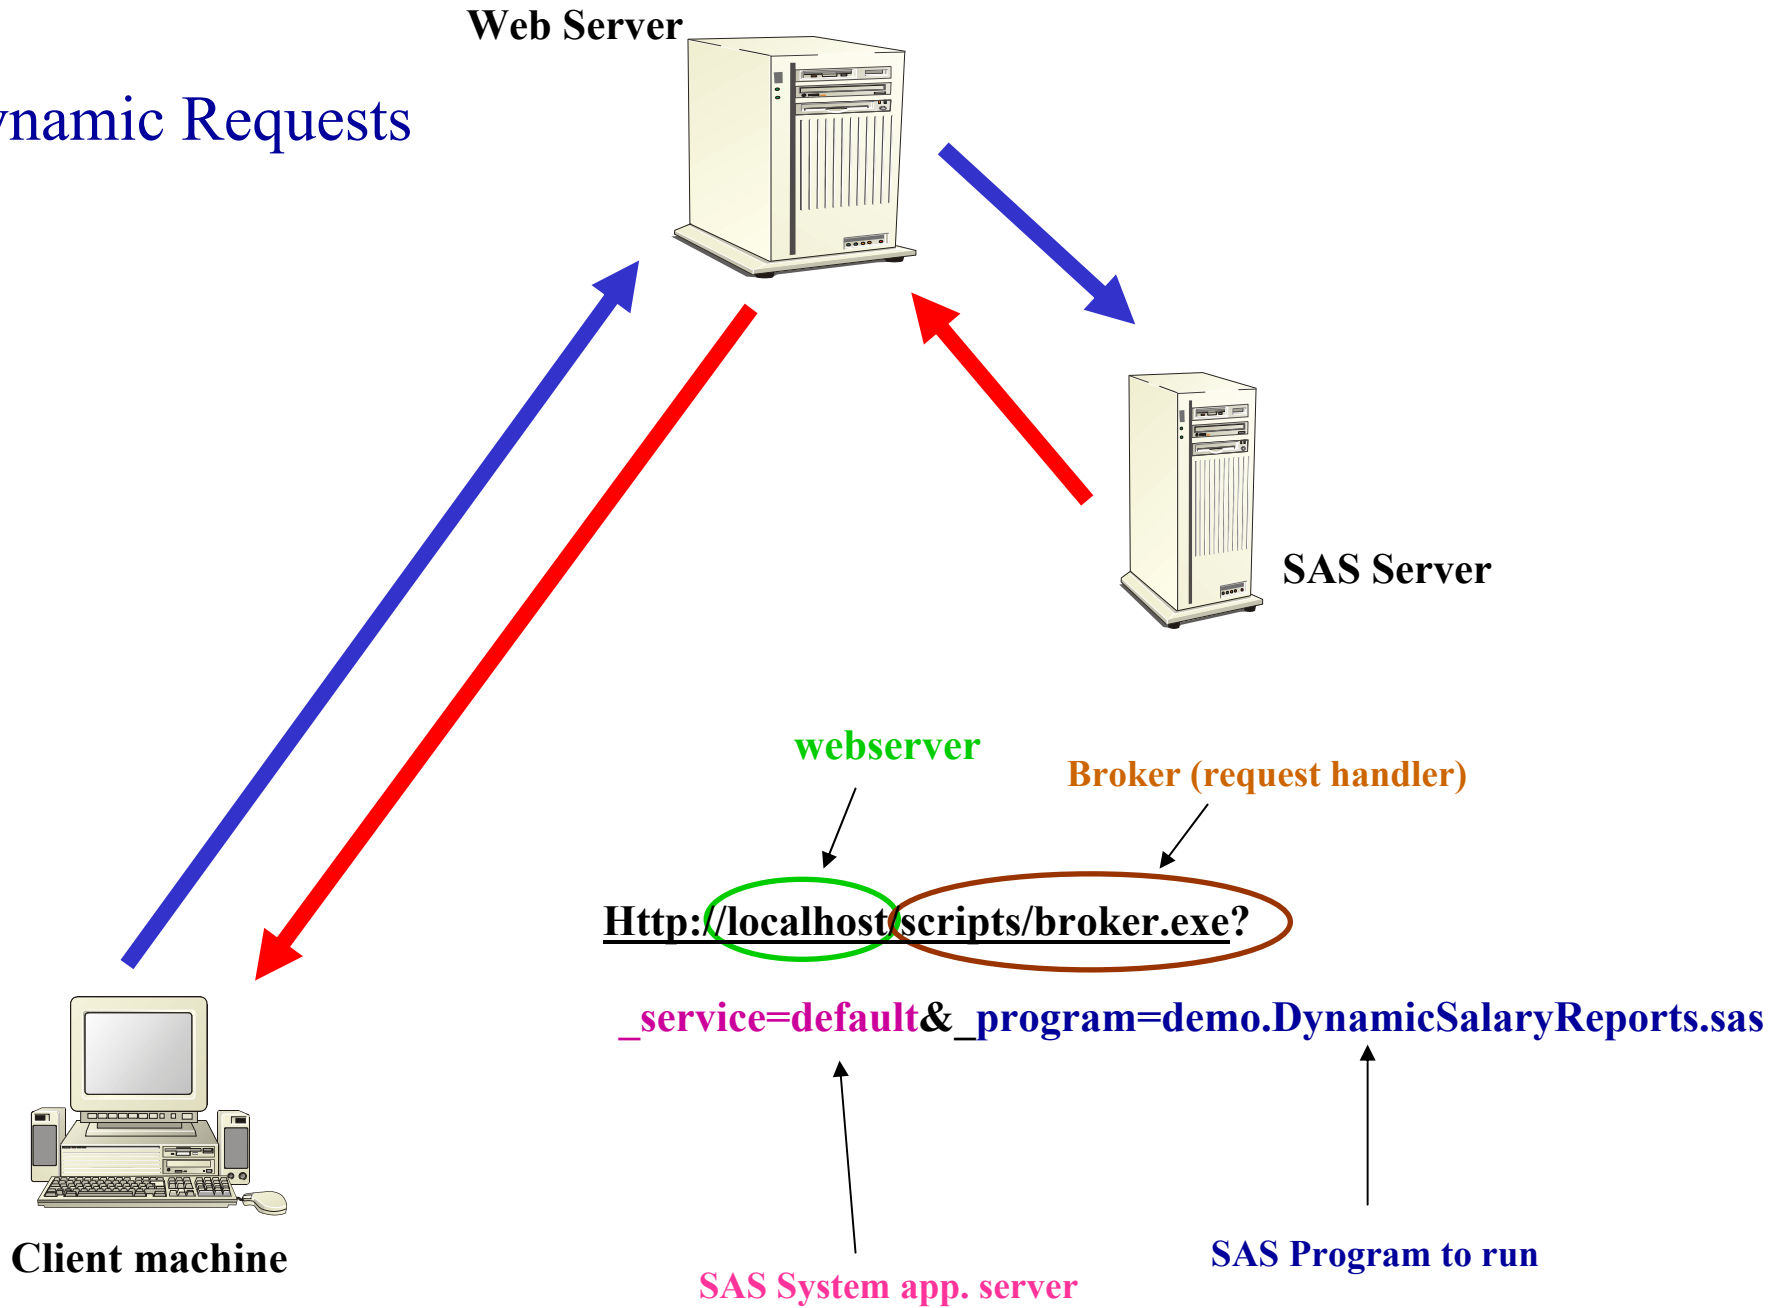 Web Server
ynamic Requests
SAS Server
webserver
Broker (request handler)
Http://localhost/scripts/broker.exe?
_service=default&_program=demo.DynamicSalaryReports.sas
Client machine
SAS Program to run
SAS System app. server